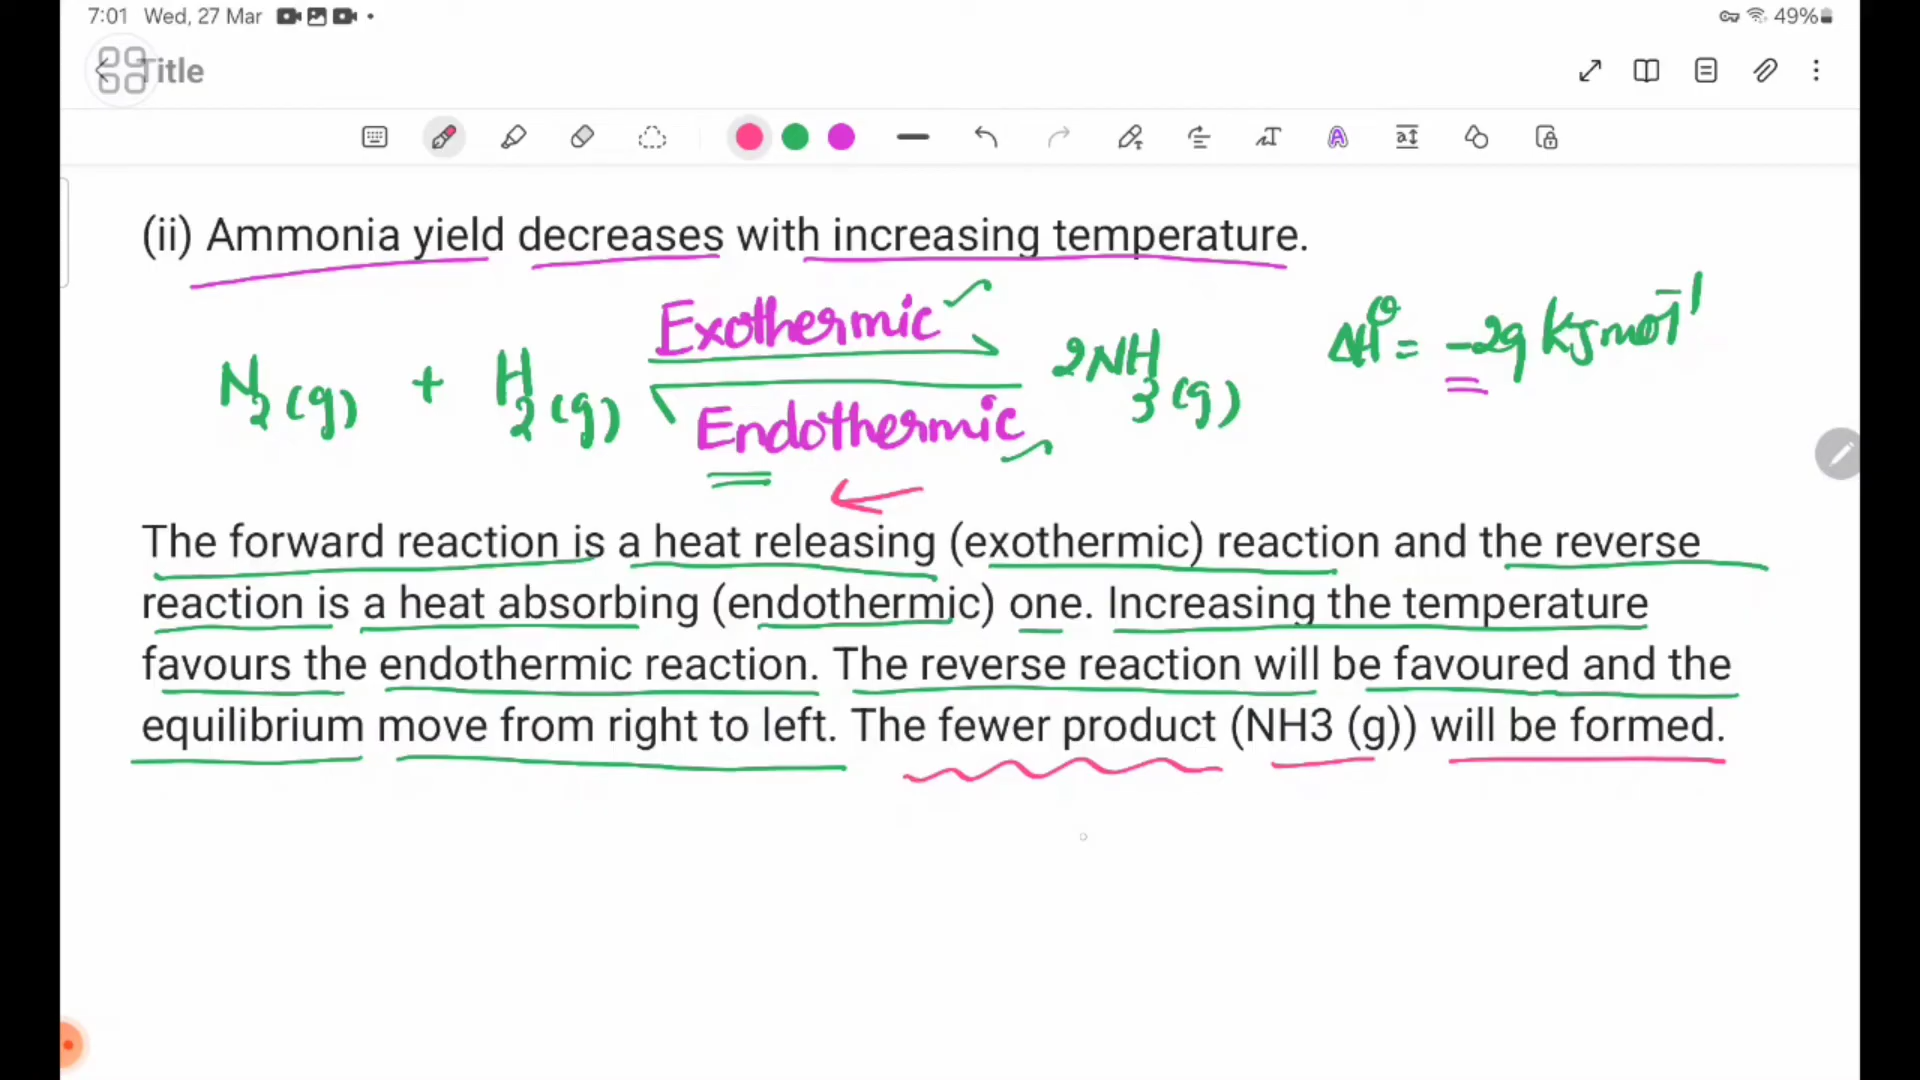 7:01 Wed, 27 Mar
49%
Title
(ii) Ammonia yield decreases with increasing temperature.
Exothermic
N2(g) + H2(g) 2NH3(g) ΔH⁰ = -29 kJmol⁻¹
Endothermic
The forward reaction is a heat releasing (exothermic) reaction and the reverse
reaction is a heat absorbing (endothermic) one. Increasing the temperature
favours the endothermic reaction. The reverse reaction will be favoured and the
equilibrium move from right to left. The fewer product (NH3 (g)) will be formed.